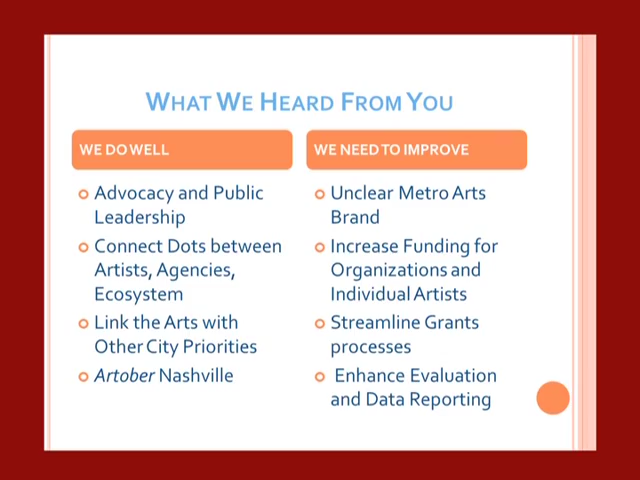 WHAT WE HEARD FROM YOU
WE DO WELL
Advocacy and Public
Leadership
Connect Dots between
Artists, Agencies,
Ecosystem
Link the Arts with
Other City Priorities
Artober Nashville
WE NEED TO IMPROVE
Unclear Metro Arts
Brand
Increase Funding for
Organizations and
Individual Artists
Streamline Grants
processes
Enhance Evaluation
and Data Reporting